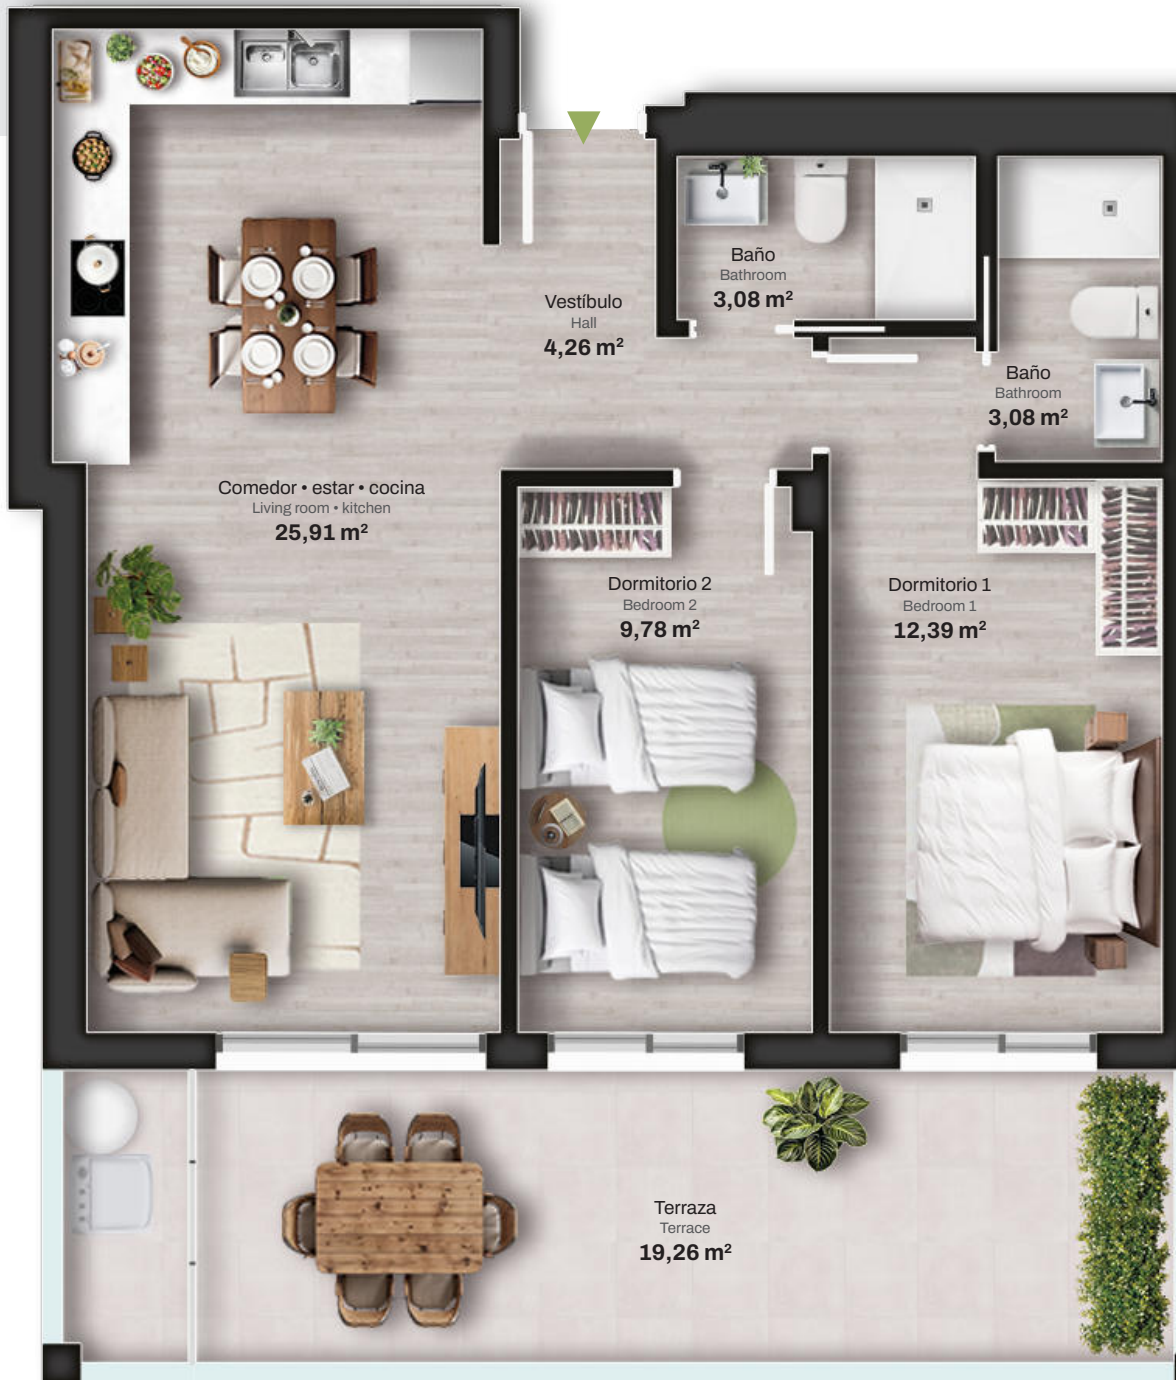 Baño
Bathroom
3,08 m²
Vestíbulo
Hall
4,26 m²
Baño
Bathroom
3,08 m²
Comedor • estar • cocina
Living room • kitchen
25,91 m²
Dormitorio 2
Bedroom 2
9,78 m²
Dormitorio 1
Bedroom 1
12,39 m²
Terraza
Terrace
19,26 m²